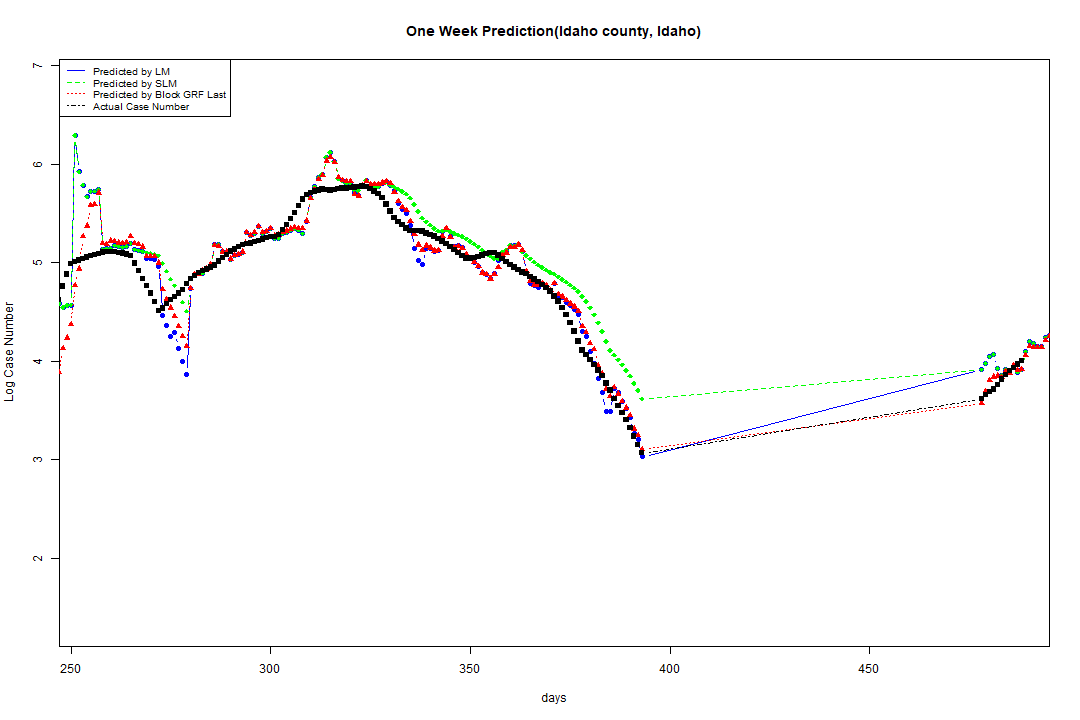 One Week Prediction(Idaho county, Idaho)
Predicted by LM
Predicted by SLM
Predicted by Block GRF Last
Actual Case Number
Log Case Number
7
6
5
4
3
2
250
300
350
400
450
days